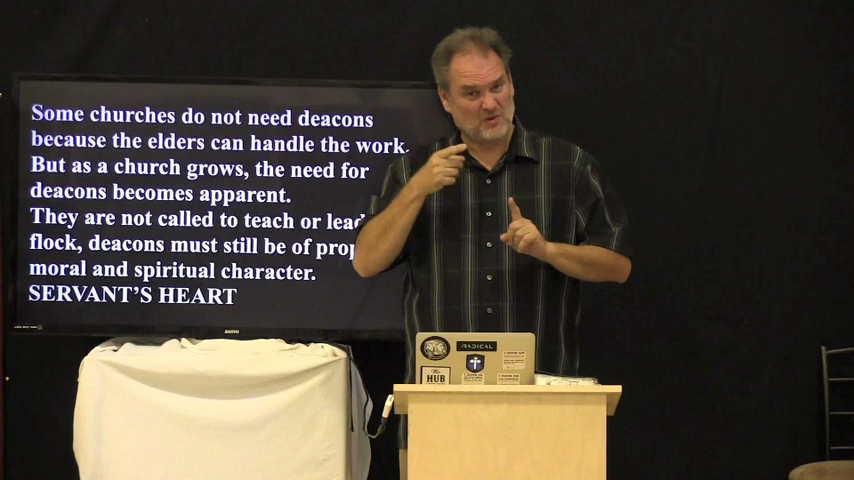 Some churches do not need deacons
because the elders can handle the work.
But as a church grows, the need for
deacons becomes apparent.
They are not called to teach or lead
flock, deacons must still be of prop
moral and spiritual character.
SERVANT'S HEART
SANYO
RADICAL
HUB